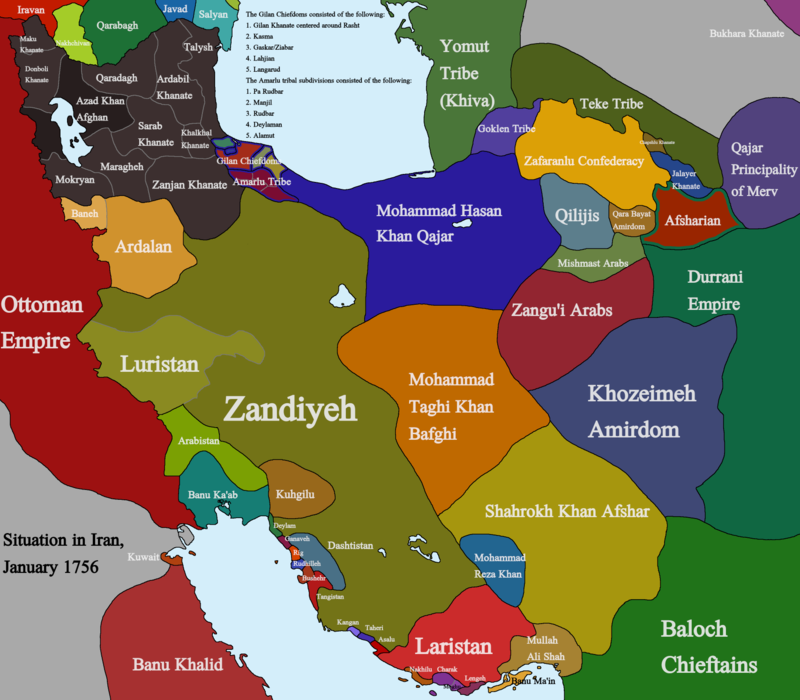 Iravan
Nakhchivan
Qarabagh
Javad
Salyan
Maku
Khanate
Donboli
Khanate
Talysh
Qaradagh
Ardabil
Khanate
Azad Khan
Afghan
Sarab
Khanate
Khalkhal
Khanate
Maragheh
Mokryan
Zanjan Khanate
The Gilan Chiefdoms consisted of the following:
1. Gilan Khanate centered around Rasht
2. Kasma
3. Gaskar/Ziabar
4. Lahijan
5. Langarud
The Amarlu tribal subdivisions consisted of the following:
1. Pa Rudbar
2. Manjil
3. Rudbar
4. Deylaman
5. Alamut
Gilan Chiefdoms
Amarlu Tribe
Yomut
Tribe
(Khiva)
Bukhara Khanate
Teke Tribe
Goklen Tribe
Zafaranlu Confederacy
Jalayer
Khanate
Qajar
Principality
of Merv
Baneh
Ardalan
Mohammad Hasan
Khan Qajar
Qilijis
Qara Bayat
Amirdom
Afsharian
Mishmast Arabs
Ottoman
Empire
Zangu'i Arabs
Durrani
Empire
Luristan
Zandiyeh
Mohammad
Taghi Khan
Bafghi
Khozeimeh
Amirdom
Arabistan
Banu Ka'ab
Kuhgilu
Shahrokh Khan Afshar
Situation in Iran,
January 1756
Kuwait
Deylam
Ganaveh
Rig
Rudhilleh
Bushehr
Dashtistan
Tangistan
Mohammad
Reza Khan
Kangan
Taheri
Asalu
Banu Khalid
Laristan
Mullah
Ali Shah
Nakhilu
Charak
Lengeh
Banu Ma'in
Baloch
Chieftains